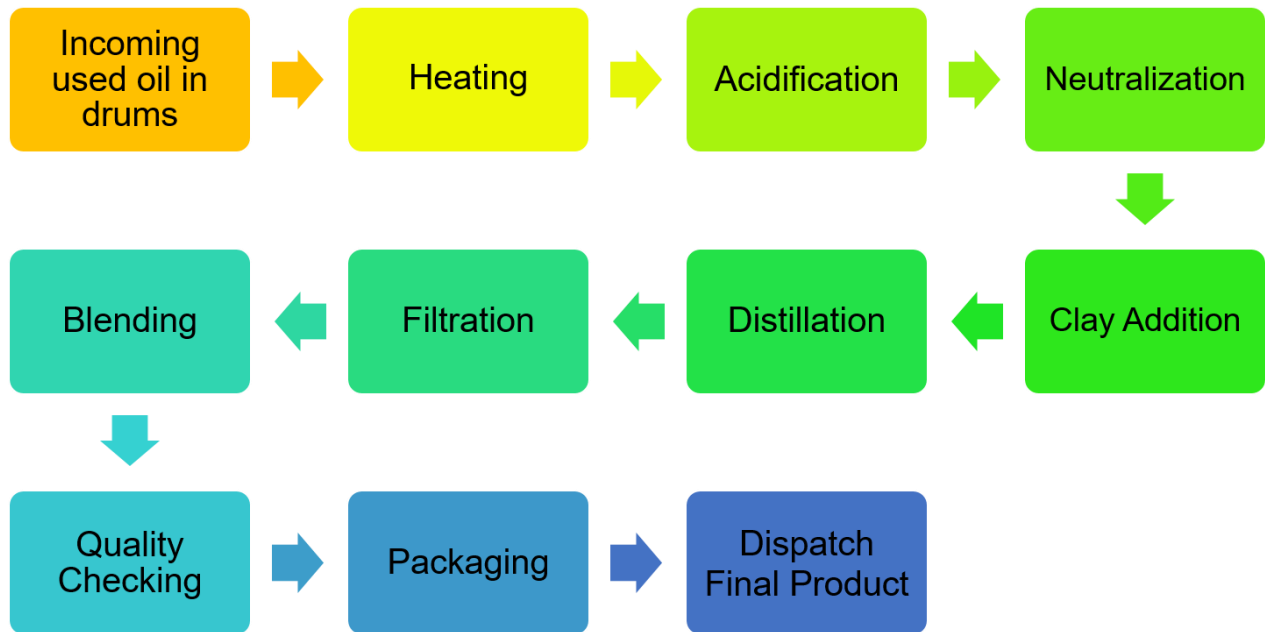 Incoming
used oil in
drums
Heating
Acidification
Neutralization
Clay Addition
Distillation
Filtration
Blending
Quality
Checking
Packaging
Dispatch
Final Product